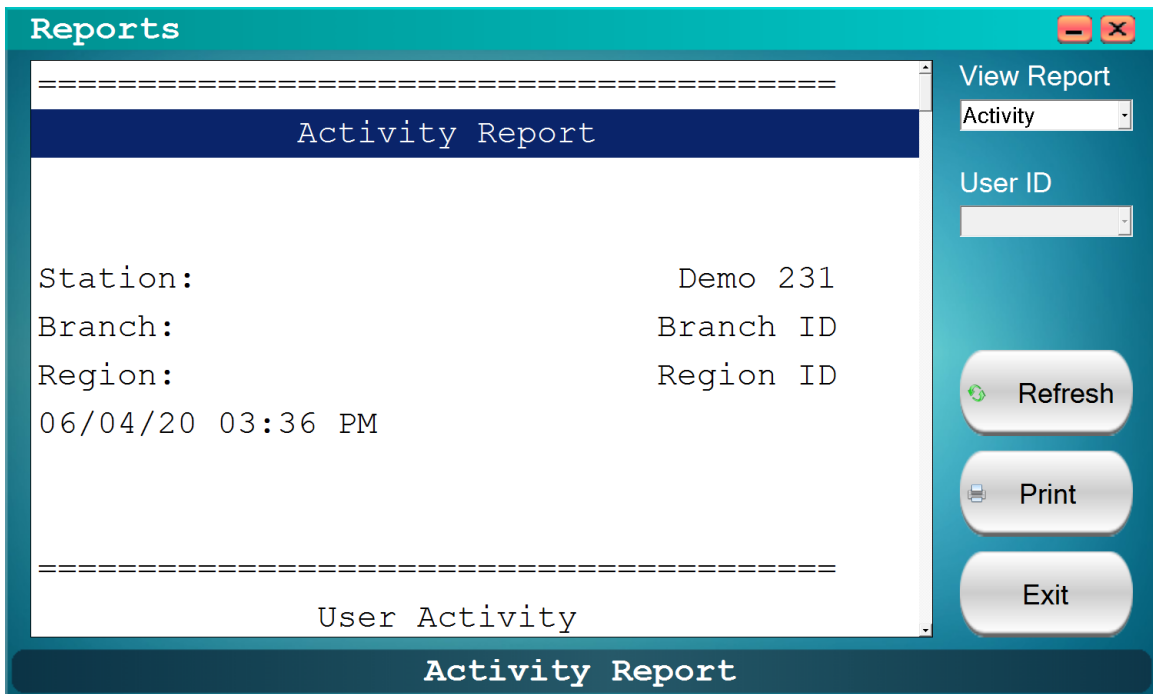 Reports
========================================
Activity Report
Station: Demo 231
Branch: Branch ID
Region: Region ID
06/04/20 03:36 PM
========================================
User Activity
View Report
Activity
User ID
Refresh
Print
Exit
Activity Report